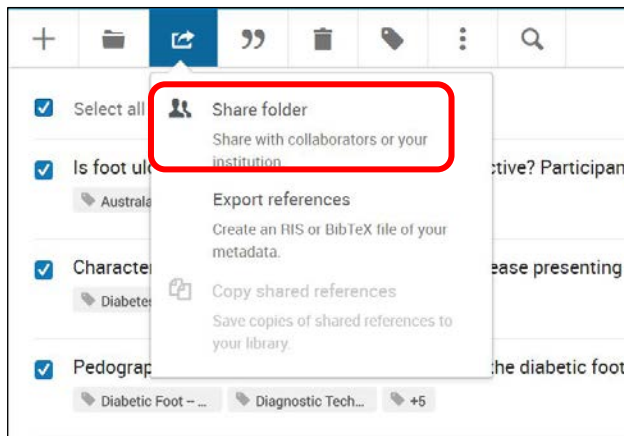 Select all
Share folder
Share with collaborators or your
institution
Is foot ulc
ctive? Participan
Australa
Export references
Create an RIS or BibTeX file of your
metadata.
Character
ease presenting
Diabetes
Copy shared references
Save copies of shared references to
your library.
Pedograp
the diabetic foot
Diabetic Foot -- ...
Diagnostic Tech...
+5